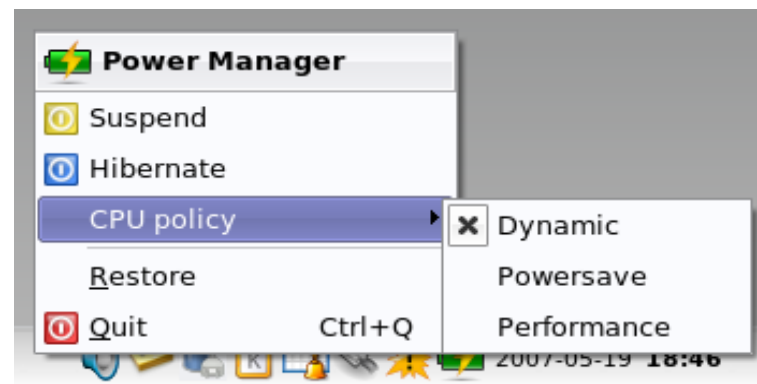 Power Manager
Suspend
Hibernate
CPU policy
Dynamic
Powersave
Restore
Quit Ctrl+Q
Performance
K
2007-05-19 18:46